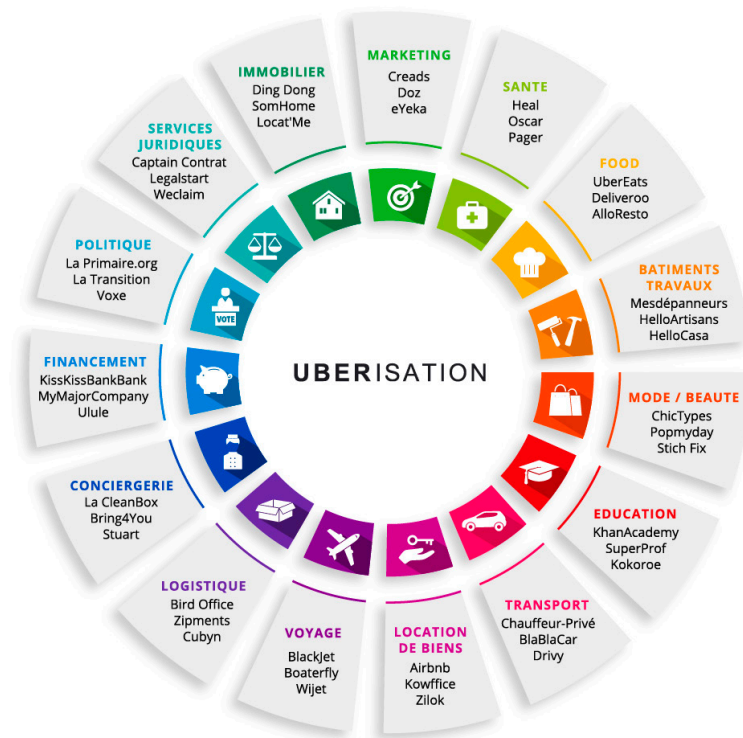 UBERISATION
MARKETING
Creads
Doz
eYeka
SANTE
Heal
Oscar
Pager
FOOD
UberEats
Deliveroo
AlloResto
BATIMENTS
TRAVAUX
Mesdépanneurs
HelloArtisans
HelloCasa
MODE / BEAUTE
ChicTypes
Popmyday
Stich Fix
EDUCATION
KhanAcademy
SuperProf
Kokoroe
TRANSPORT
Chauffeur-Privé
BlaBlaCar
Drivy
LOCATION
DE BIENS
Airbnb
Kowffice
Zilok
VOYAGE
BlackJet
Boaterfly
Wijet
LOGISTIQUE
Bird Office
Zipments
Cubyn
CONCIERGERIE
La CleanBox
Bring4You
Stuart
FINANCEMENT
KissKissBankBank
MyMajorCompany
Ulule
POLITIQUE
La Primaire.org
La Transition
Voxe
SERVICES
JURIDIQUES
Captain Contrat
Legalstart
Weclaim
IMMOBILIER
Ding Dong
SomHome
Locat'Me
VOTE